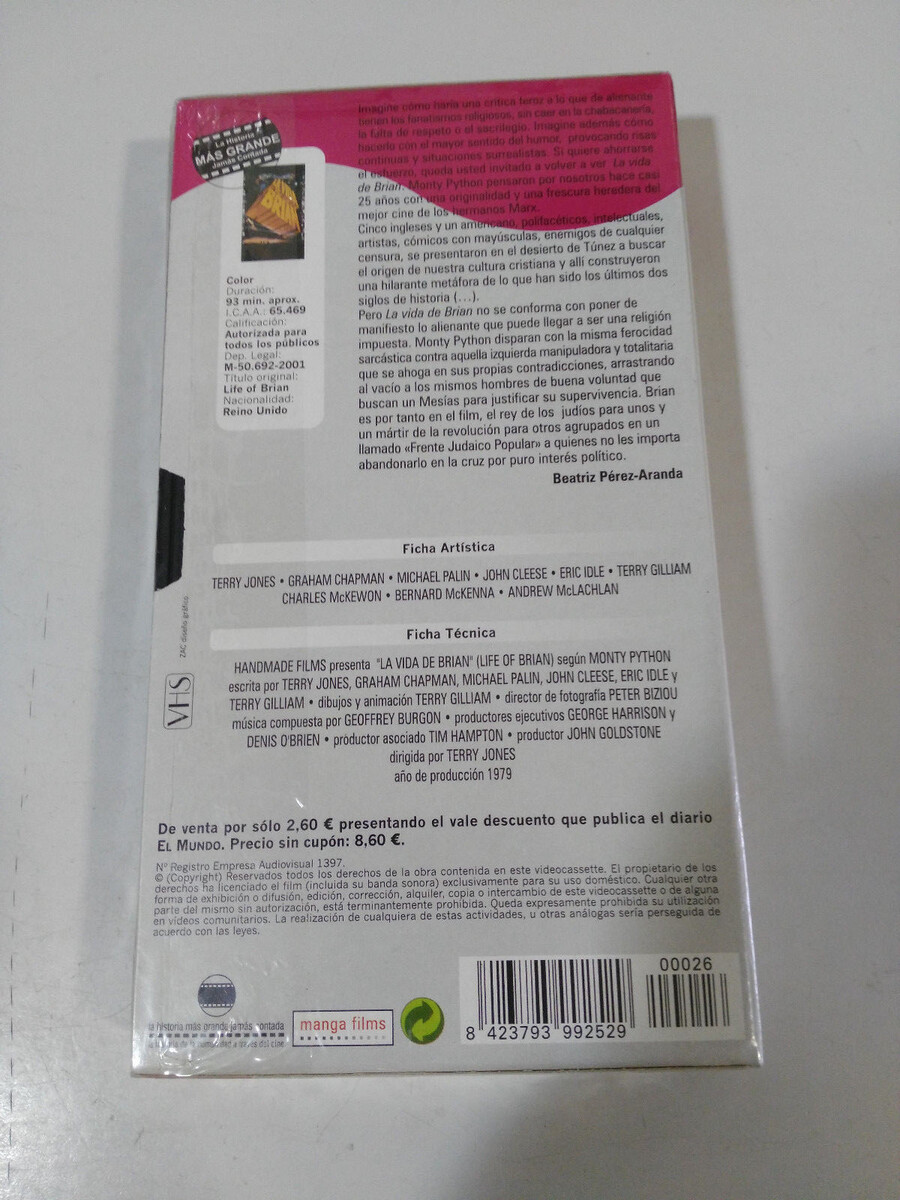 La Historia
MÁS GRANDE
Jamás Contada
BRIAN
Color
Duración:
93 min. aprox.
I.C.A.A.: 65.469
Calificación:
Autorizada para
todos los públicos
Dep. Legal:
M-50.692-2001
Título original:
Life of Brian
Nacionalidad:
Reino Unido
Imagine cómo haría una crítica feroz a lo que de alienante
tienen los fanatismos religiosos, sin caer en la chabacanería,
la falta de respeto o el sacrilegio. Imagine además cómo
hacerla con el mayor sentido del humor, provocando risas
continuas y situaciones surrealistas. Si quiere ahorrarse
el esfuerzo, queda usted invitado a volver a ver La vida
de Brian. Monty Python pensaron por nosotros hace casi
25 años con una originalidad y una frescura heredera del
mejor cine de los hermanos Marx.
Cinco ingleses y un americano, polifacéticos, intelectuales,
artistas, cómicos con mayúsculas, enemigos de cualquier
censura, se presentaron en el desierto de Túnez a buscar
el origen de nuestra cultura cristiana y allí construyeron
una hilarante metáfora de lo que han sido los últimos dos
siglos de historia (...).
Pero La vida de Brian no se conforma con poner de
manifiesto lo alienante que puede llegar a ser una religión
impuesta. Monty Python disparan con la misma ferocidad
sarcástica contra aquella izquierda manipuladora y totalitaria
que se ahoga en sus propias contradicciones, arrastrando
al vacío a los mismos hombres de buena voluntad que
buscan un Mesías para justificar su supervivencia. Brian
es por tanto en el film, el rey de los judíos para unos y
un mártir de la revolución para otros agrupados en un
llamado «Frente Judaico Popular» a quienes no les importa
abandonarlo en la cruz por puro interés político.
Beatriz Pérez-Aranda
Ficha Artística
TERRY JONES • GRAHAM CHAPMAN • MICHAEL PALIN • JOHN CLEESE • ERIC IDLE • TERRY GILLIAM
CHARLES McKEWON • BERNARD McKENNA • ANDREW McLACHLAN
ZAC diseño gráfico
Ficha Técnica
VHS
HANDMADE FILMS presenta "LA VIDA DE BRIAN" (LIFE OF BRIAN) según MONTY PYTHON
escrita por TERRY JONES, GRAHAM CHAPMAN, MICHAEL PALIN, JOHN CLEESE, ERIC IDLE y
TERRY GILLIAM • dibujos y animación TERRY GILLIAM • director de fotografía PETER BIZIOU
música compuesta por GEOFFREY BURGON • productores ejecutivos GEORGE HARRISON y
DENIS O'BRIEN • productor asociado TIM HAMPTON • productor JOHN GOLDSTONE
dirigida por TERRY JONES
año de producción 1979
De venta por sólo 2,60 € presentando el vale descuento que publica el diario
EL MUNDO. Precio sin cupón: 8,60 €.
Nº Registro Empresa Audiovisual 1397.
© (Copyright) Reservados todos los derechos de la obra contenida en este videocassette. El propietario de los
derechos ha licenciado el film (incluida su banda sonora) exclusivamente para su uso doméstico. Cualquier otra
forma de exhibición o difusión, edición, corrección, alquiler, copia o intercambio de este videocassette o de alguna
parte del mismo sin autorización, está terminantemente prohibida. Queda expresamente prohibida su utilización
en vídeos comunitarios. La realización de cualquiera de estas actividades, u otras análogas sería perseguida de
acuerdo con las leyes.
la historia más grande jamás contada
la historia de la humanidad a través del cine
manga films
00026
8 423793 992529